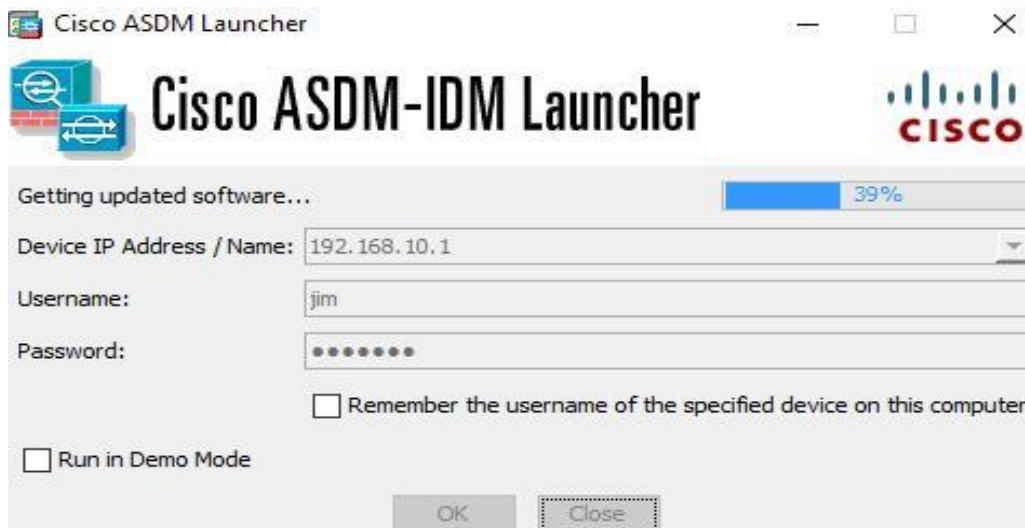 Cisco ASDM Launcher
Cisco ASDM-IDM Launcher
CISCO
Getting updated software...
39%
Device IP Address / Name: 192.168.10.1
Username: jim
Password: •••••••
Remember the username of the specified device on this computer
Run in Demo Mode
OK Close